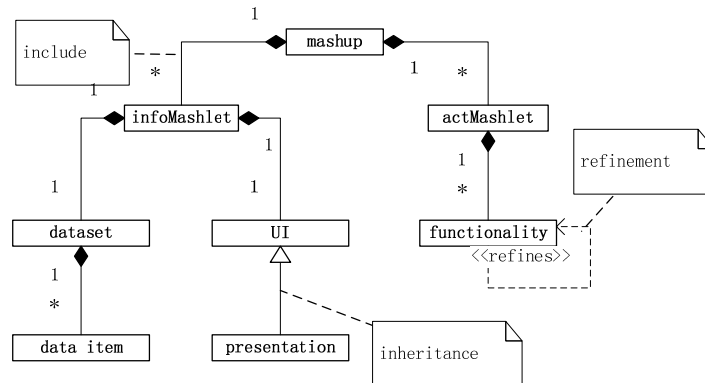 1
mashup
include
*
1
*
1
infoMashlet
actMashlet
1
1
refinement
1
1
*
dataset
UI
functionality
<<refines>>
1
*
data item
presentation
inheritance